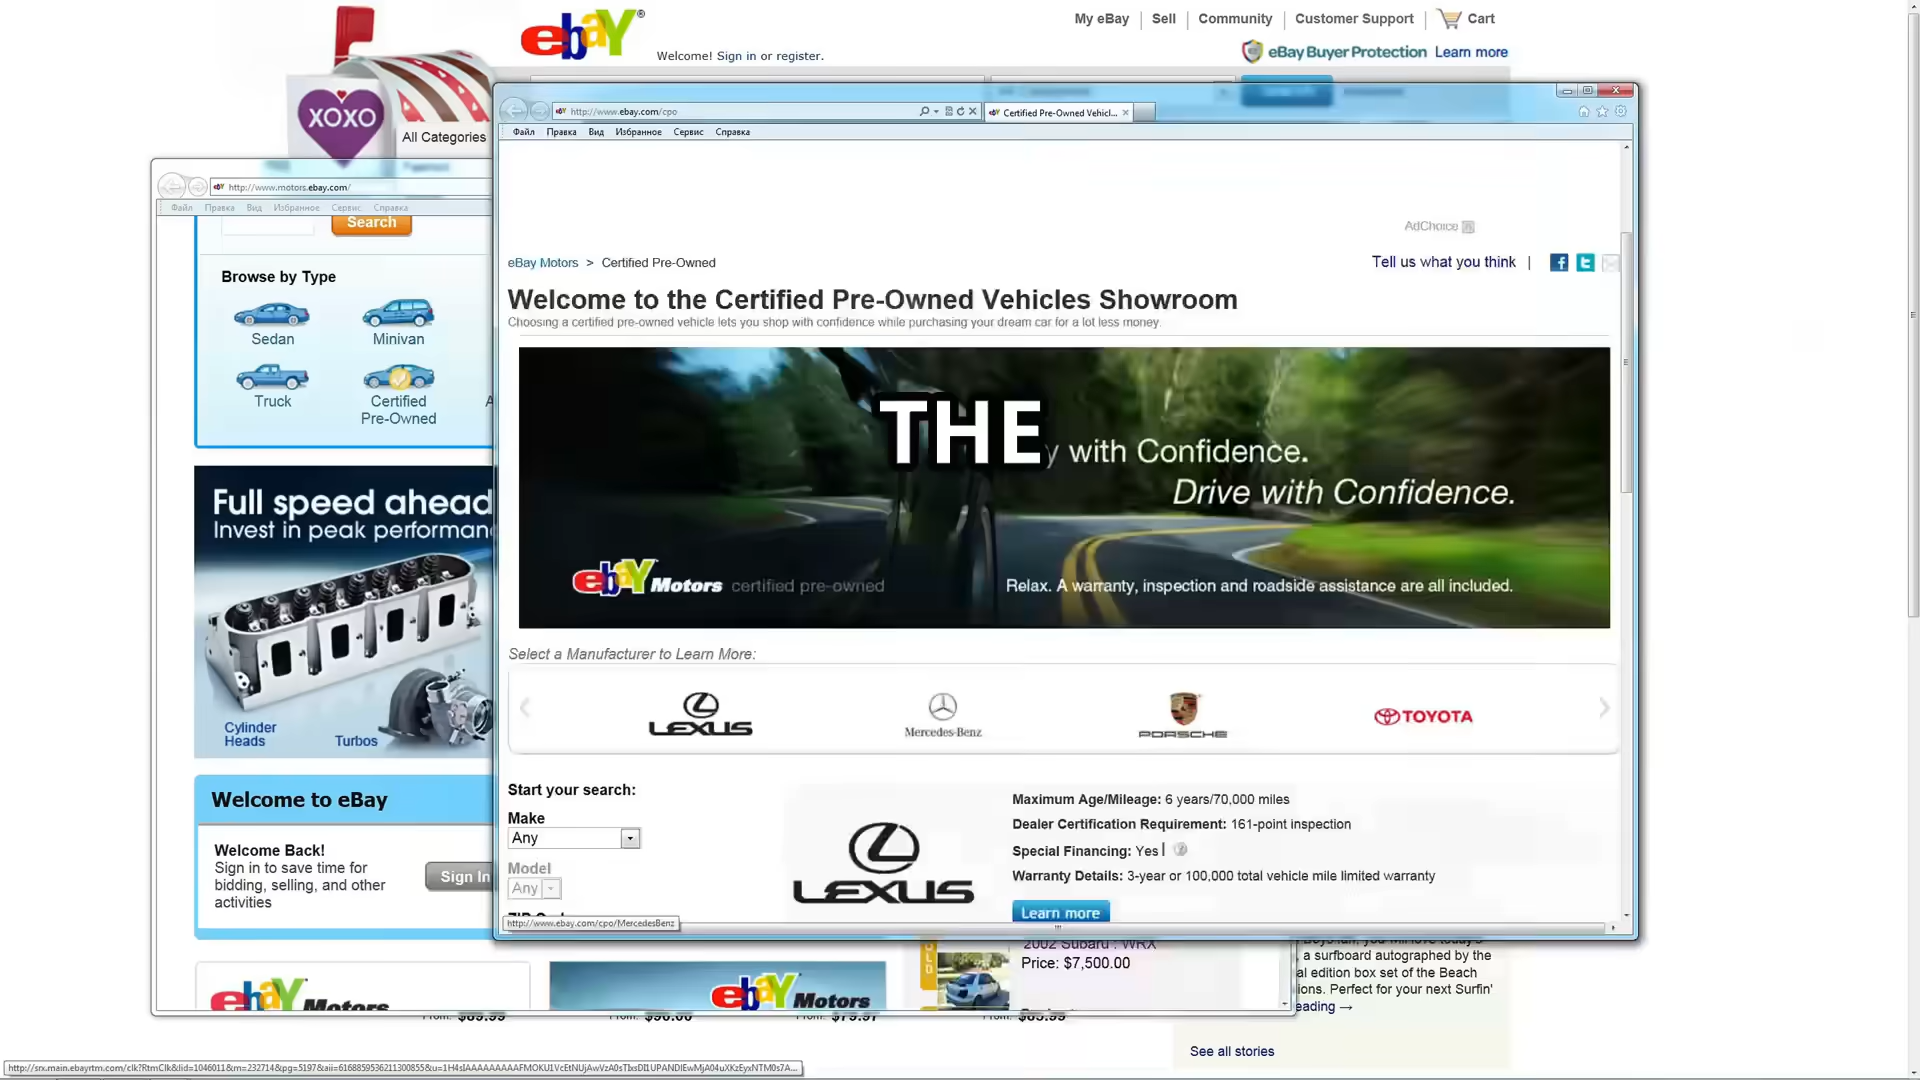 ebay®
Welcome! Sign in or register.
My eBay | Sell | Community | Customer Support | Cart
eBay Buyer Protection Learn more
XOXO
All Categories
http://www.motors.ebay.com/
Файл Правка Вид Избранное Сервис Справка
Search
Browse by Type
Sedan Minivan
Truck Certified
Pre-Owned
Full speed ahead
Invest in peak performan
Cylinder
Heads
Turbos
Welcome to eBay
Welcome Back!
Sign in to save time for
bidding, selling, and other
activities
Sign In
ebay Motors
ebay Motors
http://www.ebay.com/cpo
Certified Pre-Owned Vehicl...
Файл Правка Вид Избранное Сервис Справка
AdChoice
eBay Motors > Certified Pre-Owned
Tell us what you think |
Welcome to the Certified Pre-Owned Vehicles Showroom
Choosing a certified pre-owned vehicle lets you shop with confidence while purchasing your dream car for a lot less money.
THE
y with Confidence.
Drive with Confidence.
ebay Motors certified pre-owned
Relax. A warranty, inspection and roadside assistance are all included.
Select a Manufacturer to Learn More:
LEXUS
Mercedes-Benz
PORSCHE
TOYOTA
Start your search:
Make
Any
Model
Any
LEXUS
Maximum Age/Mileage: 6 years/70,000 miles
Dealer Certification Requirement: 161-point inspection
Special Financing: Yes |
Warranty Details: 3-year or 100,000 total vehicle mile limited warranty
Learn more
http://www.ebay.com/cpo/MercedesBenz
2002 Subaru : WRX
Price: $7,500.00
, a surfboard autographed by the
al edition box set of the Beach
ions. Perfect for your next Surfin'
eading →
See all stories